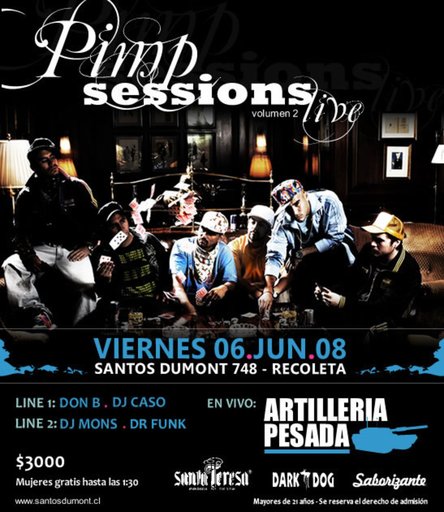 Pimp
sessions live
volumen 2
VIERNES 06.JUN.08
SANTOS DUMONT 748 - RECOLETA
LINE 1: DON B . DJ CASO
LINE 2: DJ MONS . DR FUNK
EN VIVO:
ARTILLERIA
PESADA
$3000
Mujeres gratis hasta las 1:30
www.santosdumont.cl
Santa Teresa
DARK DOG
Saborizante
Mayores de 21 años - Se reserva el derecho de admisión